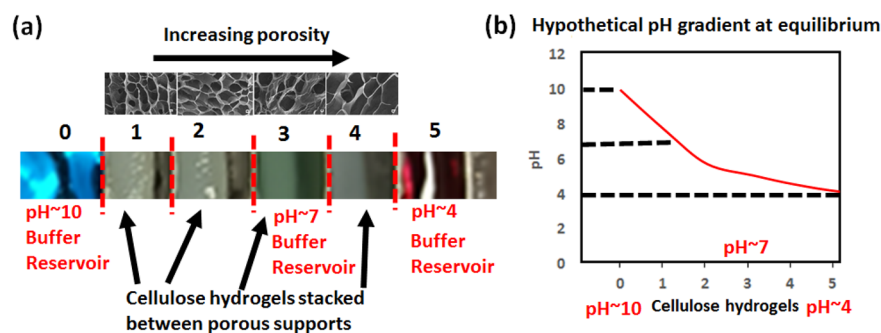 (a)
Increasing porosity
0 1 2 3 4 5
pH~10 pH~7 pH~4
Buffer Buffer Buffer
Reservoir Reservoir Reservoir
Cellulose hydrogels stacked
between porous supports
(b) Hypothetical pH gradient at equilibrium
12
10
8
6
4
2
0
pH
pH~7
0 1 2 3 4 5
pH~10 Cellulose hydrogels pH~4